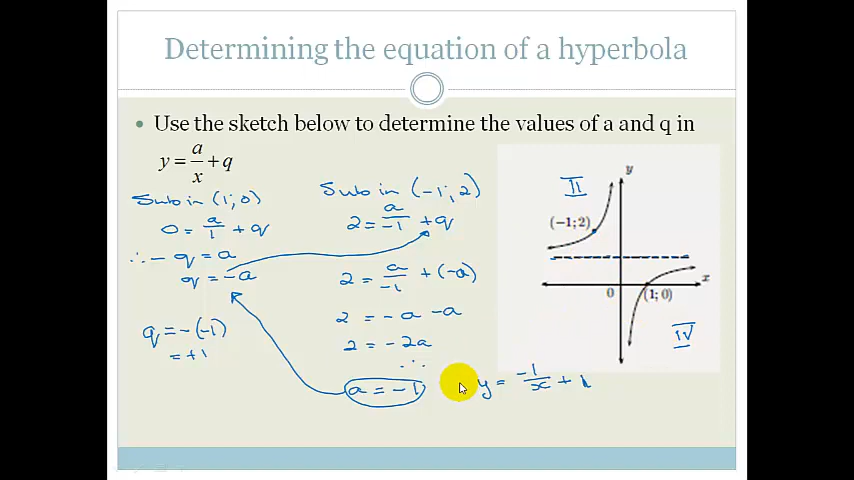 Determining the equation of a hyperbola
• Use the sketch below to determine the values of a and q in
y = a/x + q
Sub in (1; 0)
0 = a/1 + q
∴ - q = a
q = -a
q = -(-1)
= +1
Sub in (-1; 2)
2 = a/-1 + q
2 = a/-1 + (-a)
2 = -a - a
2 = -2a
∴
a = -1
y = -1/x + 1
II
y
(-1; 2)
x
0
(1; 0)
IV